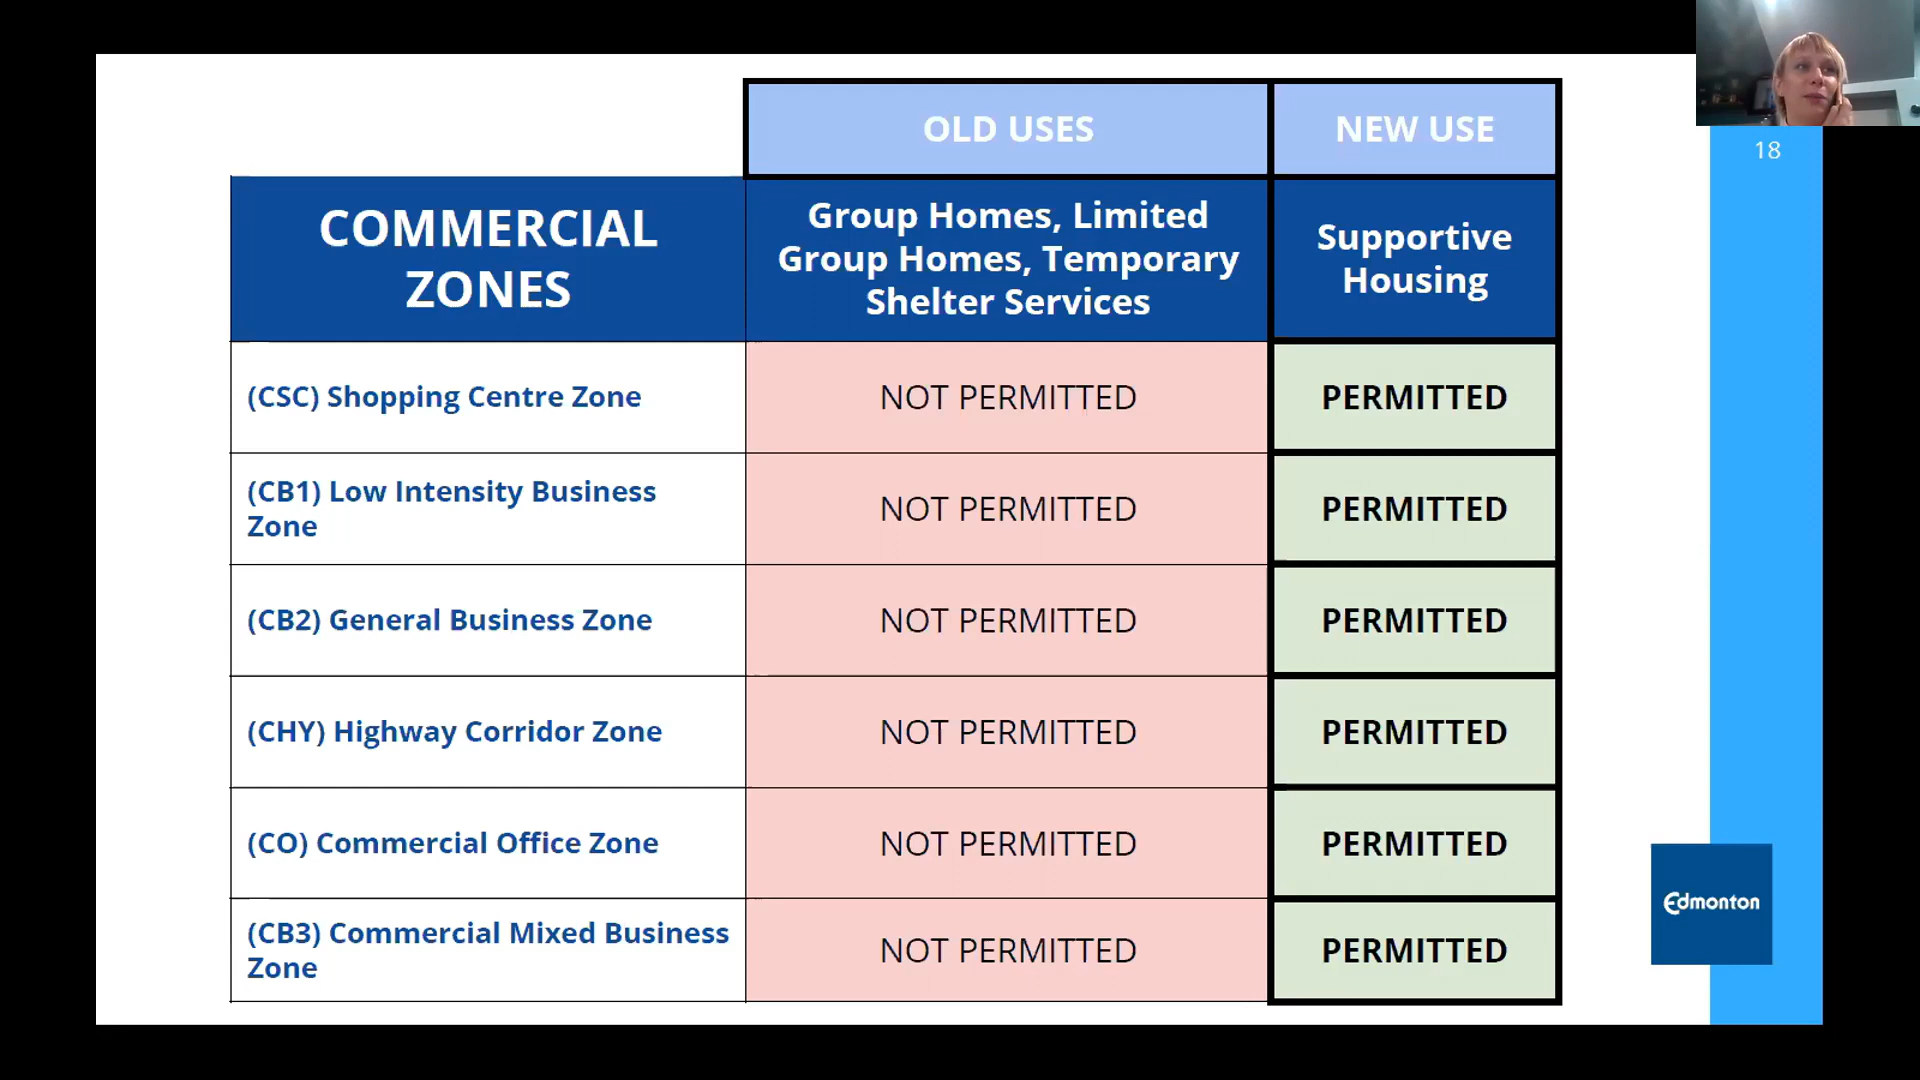 OLD USES
NEW USE
18
COMMERCIAL
ZONES
Group Homes, Limited
Group Homes, Temporary
Shelter Services
Supportive
Housing
(CSC) Shopping Centre Zone
NOT PERMITTED
PERMITTED
(CB1) Low Intensity Business
Zone
NOT PERMITTED
PERMITTED
(CB2) General Business Zone
NOT PERMITTED
PERMITTED
(CHY) Highway Corridor Zone
NOT PERMITTED
PERMITTED
(CO) Commercial Office Zone
NOT PERMITTED
PERMITTED
Edmonton
(CB3) Commercial Mixed Business
Zone
NOT PERMITTED
PERMITTED